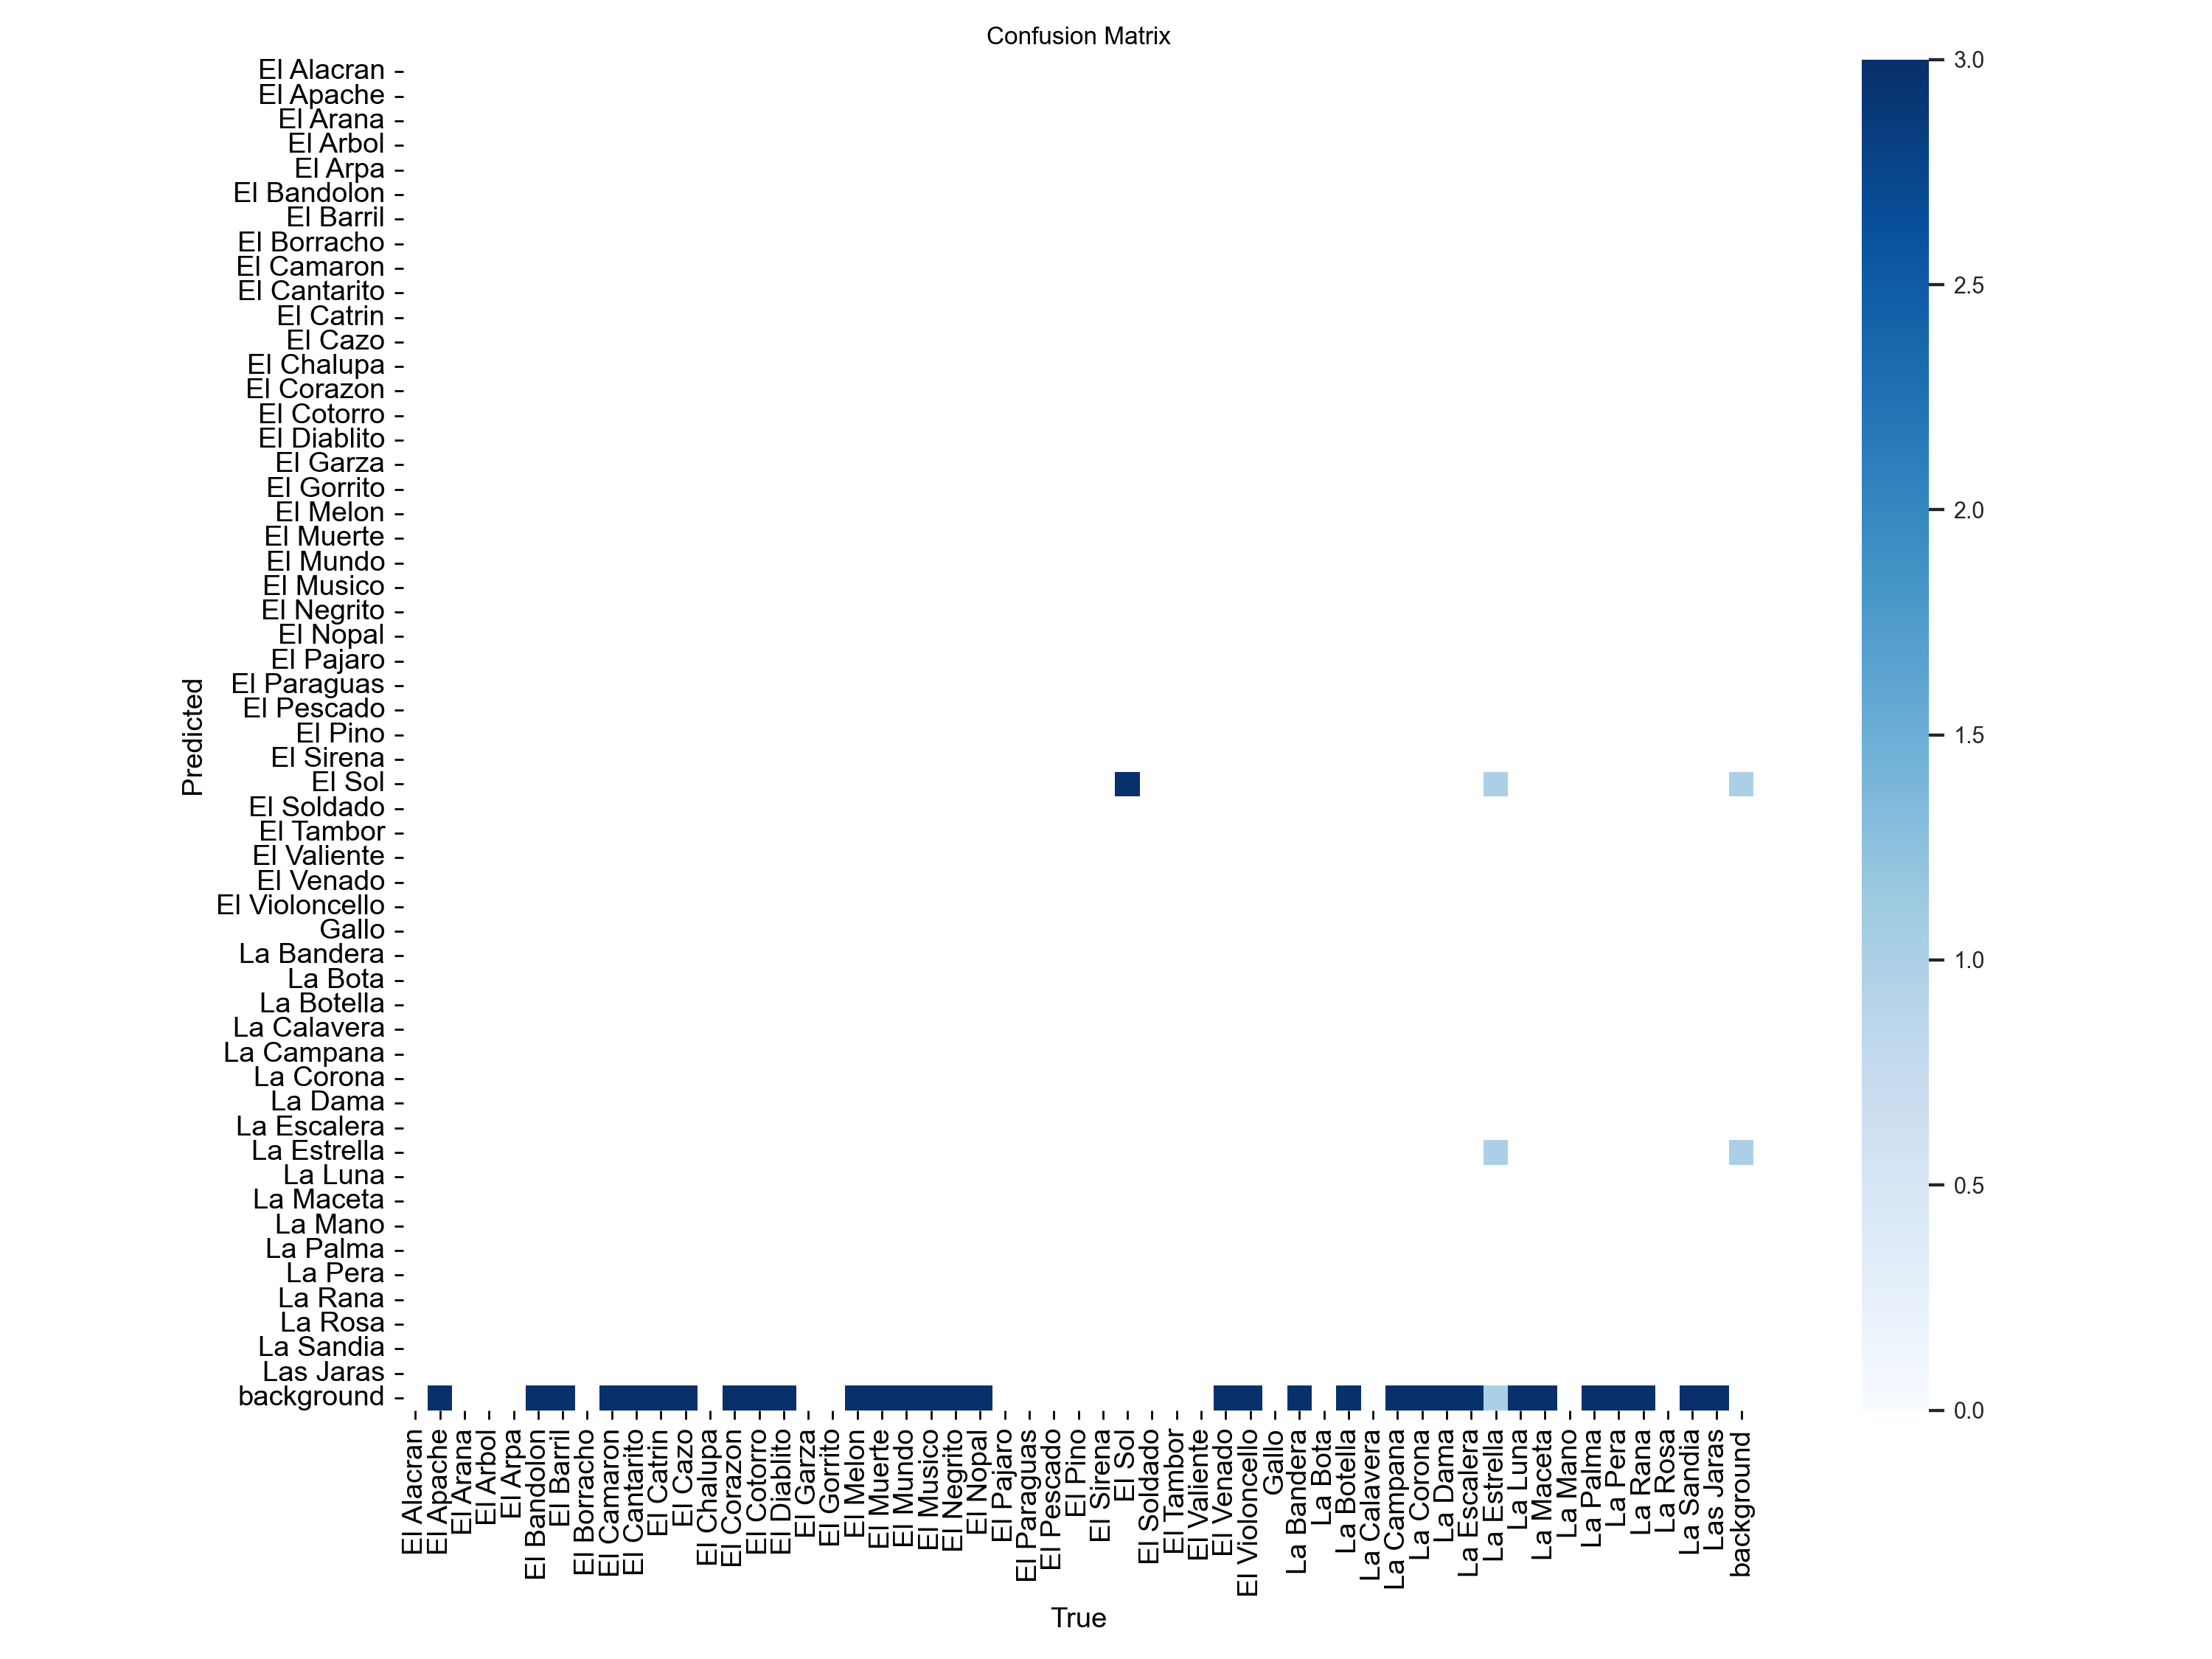 Confusion Matrix
El Alacran
El Apache
El Arana
El Arbol
El Arpa
El Bandolon
El Barril
El Borracho
El Camaron
El Cantarito
El Catrin
El Cazo
El Chalupa
El Corazon
El Cotorro
El Diablito
El Garza
El Gorrito
El Melon
El Muerte
El Mundo
El Musico
El Negrito
El Nopal
El Pajaro
El Paraguas
El Pescado
El Pino
El Sirena
El Sol
El Soldado
El Tambor
El Valiente
El Venado
El Violoncello
Gallo
La Bandera
La Bota
La Botella
La Calavera
La Campana
La Corona
La Dama
La Escalera
La Estrella
La Luna
La Maceta
La Mano
La Palma
La Pera
La Rana
La Rosa
La Sandia
Las Jaras
background
Predicted
El Alacran
El Apache
El Arana
El Arbol
El Arpa
El Bandolon
El Barril
El Borracho
El Camaron
El Cantarito
El Catrin
El Cazo
El Chalupa
El Corazon
El Cotorro
El Diablito
El Garza
El Gorrito
El Melon
El Muerte
El Mundo
El Musico
El Negrito
El Nopal
El Pajaro
El Paraguas
El Pescado
El Pino
El Sirena
El Sol
El Soldado
El Tambor
El Valiente
El Venado
El Violoncello
Gallo
La Bandera
La Bota
La Botella
La Calavera
La Campana
La Corona
La Dama
La Escalera
La Estrella
La Luna
La Maceta
La Mano
La Palma
La Pera
La Rana
La Rosa
La Sandia
Las Jaras
background
True
3.0
2.5
2.0
1.5
1.0
0.5
0.0